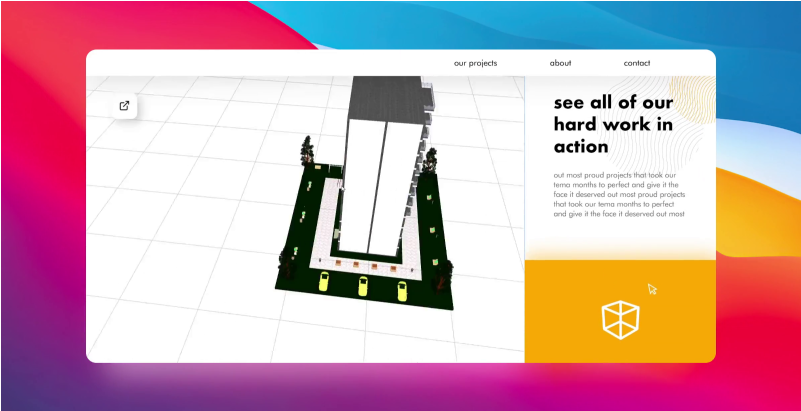 our projects about contact
see all of our
hard work in
action
out most proud projects that took our
tema months to perfect and give it the
face it deserved out most proud projects
that took our tema months to perfect
and give it the face it deserved out most